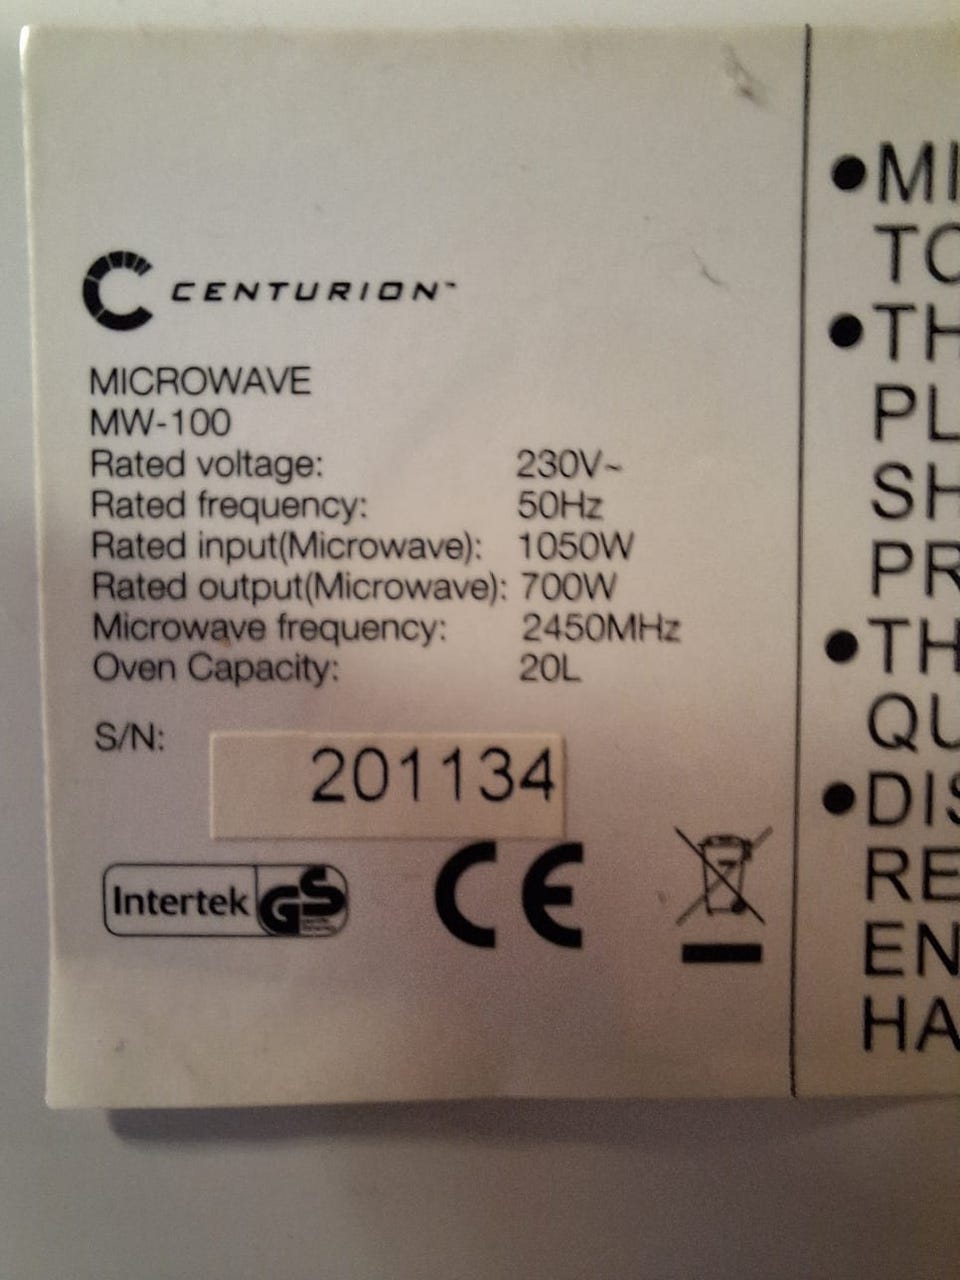 CENTURION™
MICROWAVE
MW-100
Rated voltage: 230V~
Rated frequency: 50Hz
Rated input(Microwave): 1050W
Rated output(Microwave): 700W
Microwave frequency: 2450MHz
Oven Capacity: 20L
S/N: 201134
Intertek GS
CE
●MI
TO
●TH
PL
SH
PR
●TH
QU
●DIS
RE
EN
HA